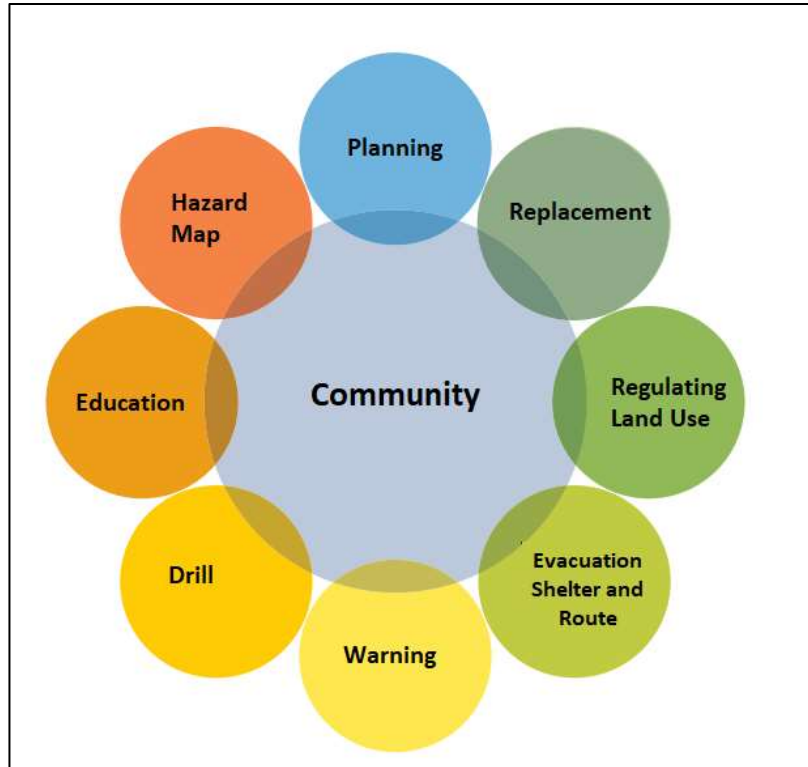 Planning
Replacement
Regulating
Land Use
Evacuation
Shelter and
Route
Warning
Drill
Education
Hazard
Map
Community